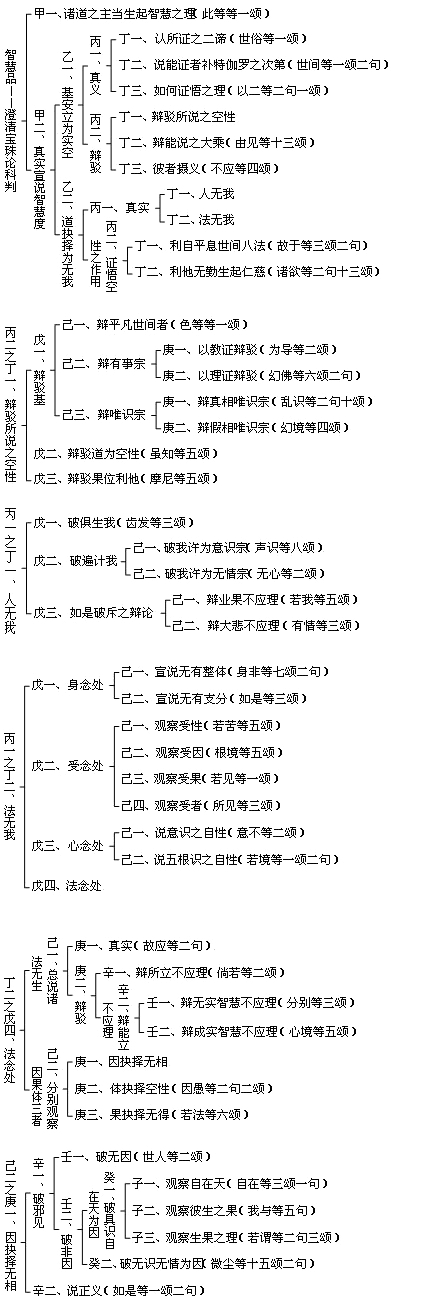 智慧品——澄清宝珠论科判
甲一、诸道之主当生起智慧之理（此等等一颂）
甲二、真实宣说智慧度
乙一、基安立为实空
丙一、真义
丁一、认所证之二谛（世俗等一颂）
丁二、说能证者补特伽罗之次第（世间等一颂二句）
丁三、如何证悟之理（以二等二句一颂）
丙二、辩驳
丁一、辩驳所说之空性
丁二、辩能说之大乘（由见等十三颂）
丁三、彼者摄义（不应等四颂）
乙二、道抉择为无我
丙一、真实
丁一、人无我
丁二、法无我
丙二、证悟空性之作用
丁一、利自平息世间八法（故于等三颂二句）
丁二、利他无勤生起仁慈（诸欲等二句十三颂）
丙二之丁一、辩驳所说之空性
戊一、辩驳基
己一、辩平凡世间者（色等等一颂）
己二、辩有事宗
庚一、以教证辩驳（为导等二颂）
庚二、以理证辩驳（幻佛等六颂二句）
己三、辩唯识宗
庚一、辩真相唯识宗（乱识等二句十颂）
庚二、辩假相唯识宗（幻境等四颂）
戊二、辩驳道为空性（虽知等五颂）
戊三、辩驳果位利他（摩尼等五颂）
丙一之丁一、人无我
戊一、破俱生我（齿发等三颂）
戊二、破遍计我
己一、破我许为意识宗（声识等八颂）
己二、破我许为无情宗（无心等二颂）
戊三、如是破斥之辩论
己一、辩业果不应理（若我等五颂）
己二、辩大悲不应理（有情等三颂）
丙一之丁二、法无我
戊一、身念处
己一、宣说无有整体（身非等七颂二句）
己二、宣说无有支分（如是等三颂）
戊二、受念处
己一、观察受性（若苦等五颂）
己二、观察受因（根境等五颂）
己三、观察受果（若见等一颂）
己四、观察受者（所见等三颂）
戊三、心念处
己一、说意识之自性（意不等二颂）
己二、说五根识之自性（若境等一颂二句）
戊四、法念处
丁二之戊四、法念处
己一、总说诸法无生
庚一、真实（故应等二句）
庚二、辩驳
辛一、辩所立不应理（倘若等二颂）
辛二、辩能立不应理
壬一、辩无实智慧不应理（分别等三颂）
壬二、辩成实智慧不应理（心境等五颂）
己二、分别观察因果体三者
庚一、因抉择无相
庚二、体抉择空性（因愚等二句二颂）
庚三、果抉择无得（若法等六颂）
己二之庚一、因抉择无相
辛一、破邪见
壬一、破无因（世人等二颂）
壬二、破非因
癸一、破具识自在天为因
子一、观察自在天（自在等三颂一句）
子二、观察彼生之果（我与等五句）
子三、观察生果之理（若谓等二句三颂）
癸二、破无识无情为因（微尘等十五颂二句）
辛二、说正义（如是等一颂二句）